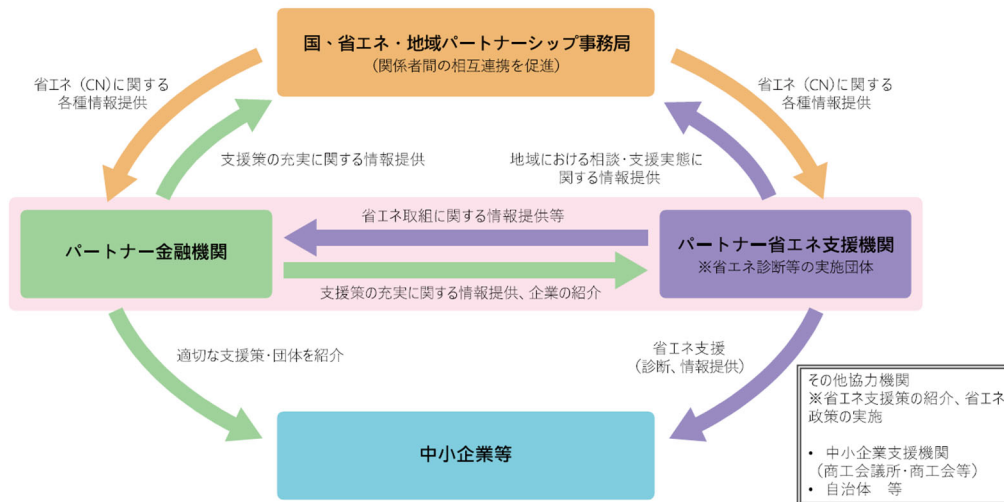 国、省エネ・地域パートナーシップ事務局
(関係者間の相互連携を促進)
省エネ (CN)に関する
各種情報提供
省エネ (CN)に関する
各種情報提供
支援策の充実に関する情報提供
地域における相談・支援実態に
関する情報提供
パートナー金融機関
省エネ取組に関する情報提供等
支援策の充実に関する情報提供、企業の紹介
パートナー省エネ支援機関
※省エネ診断等の実施団体
適切な支援策・団体を紹介
省エネ支援
(診断、情報提供)
中小企業等
その他協力機関
※省エネ支援策の紹介、省エネ
政策の実施
• 中小企業支援機関
(商工会議所・商工会等)
• 自治体 等